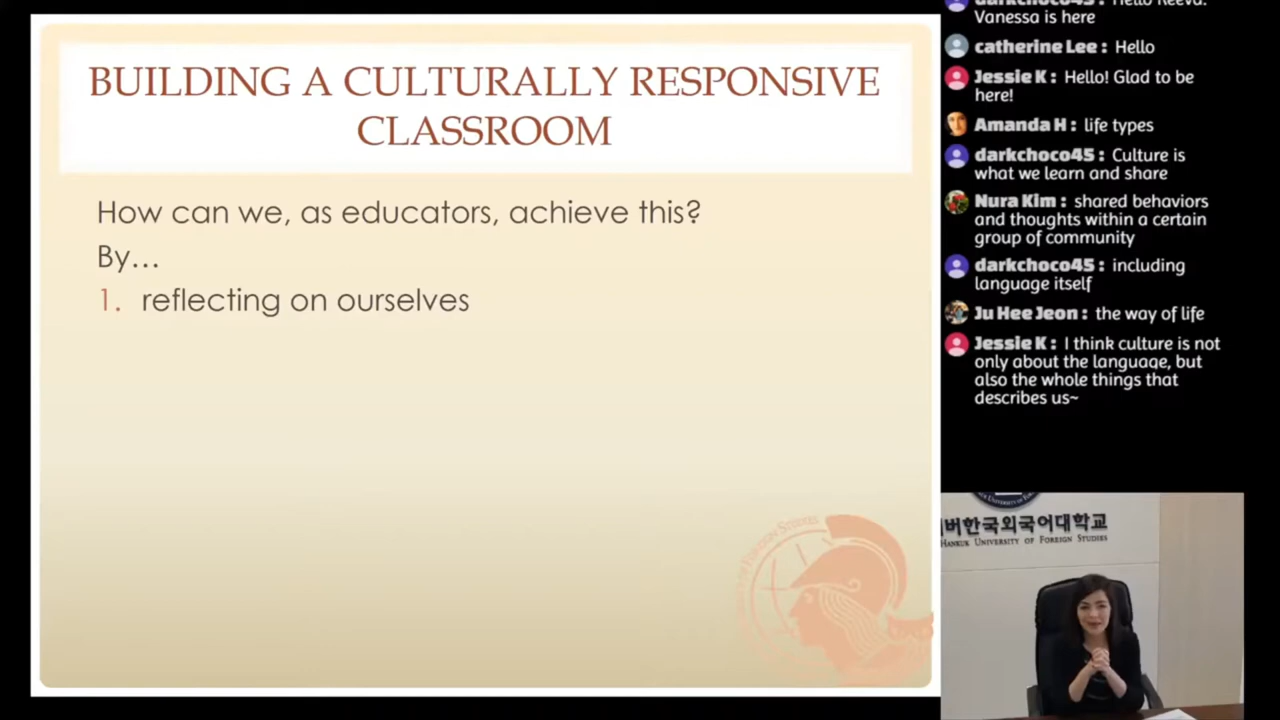 BUILDING A CULTURALLY RESPONSIVE
CLASSROOM
How can we, as educators, achieve this?
By…
1. reflecting on ourselves
Vanessa is here
catherine Lee : Hello
Jessie K : Hello! Glad to be
here!
Amanda H : life types
darkchoco45 : Culture is
what we learn and share
Nura Kim : shared behaviors
and thoughts within a certain
group of community
darkchoco45 : including
language itself
Ju Hee Jeon : the way of life
Jessie K : I think culture is not
only about the language, but
also the whole things that
describes us~
버한국외국어대학교
HANKUK UNIVERSITY OF FOREIGN STUDIES
OF FOREIGN STUDIES